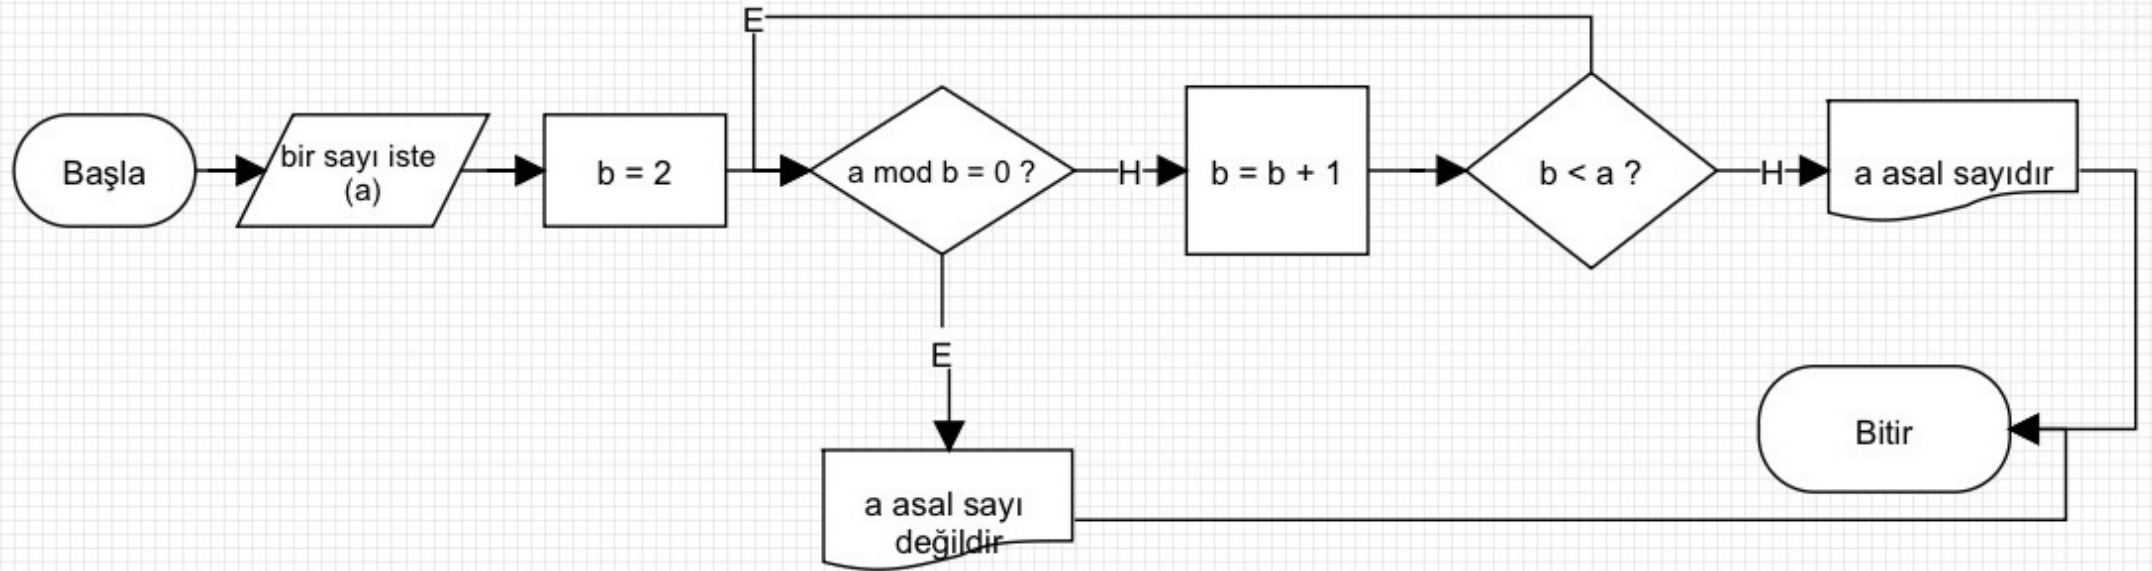 E
Başla
bir sayı iste
(a)
b = 2
a mod b = 0 ?
H
b = b + 1
b < a ?
H
a asal sayıdır
E
a asal sayı
değildir
Bitir